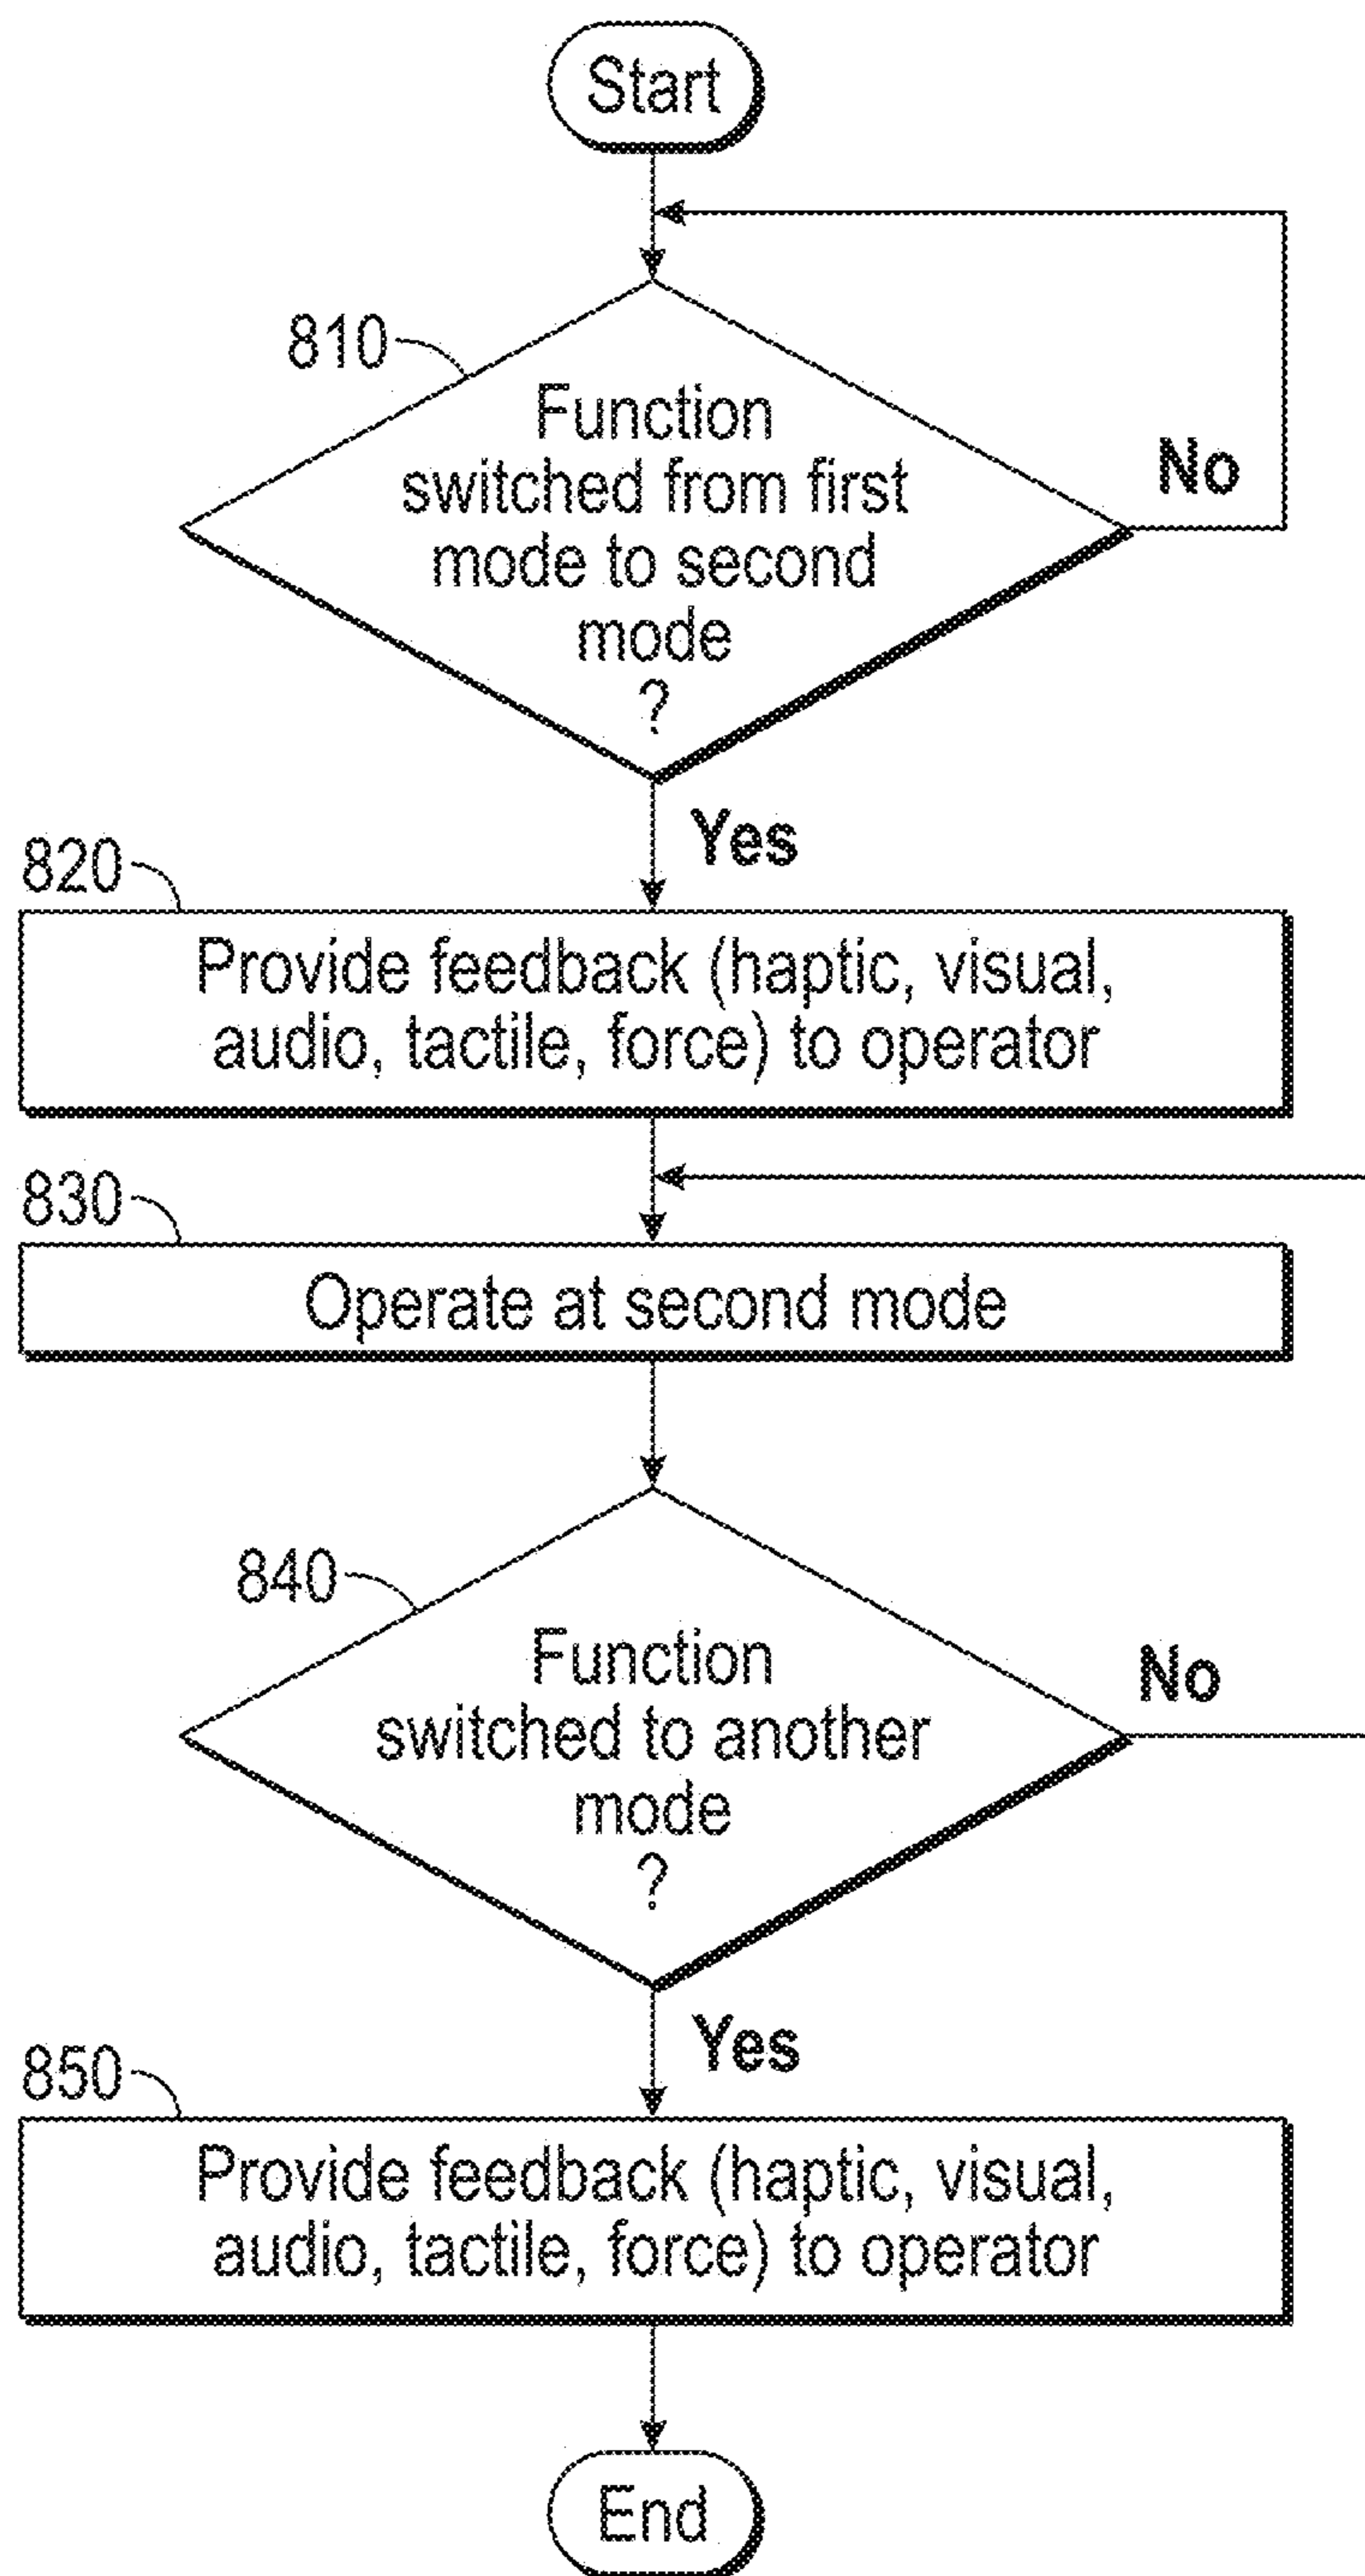 Start
810
Function
switched from first
mode to second
mode
?
No
Yes
820
Provide feedback (haptic, visual,
audio, tactile, force) to operator
830
Operate at second mode
840
Function
switched to another
mode
?
No
Yes
850
Provide feedback (haptic, visual,
audio, tactile, force) to operator
End